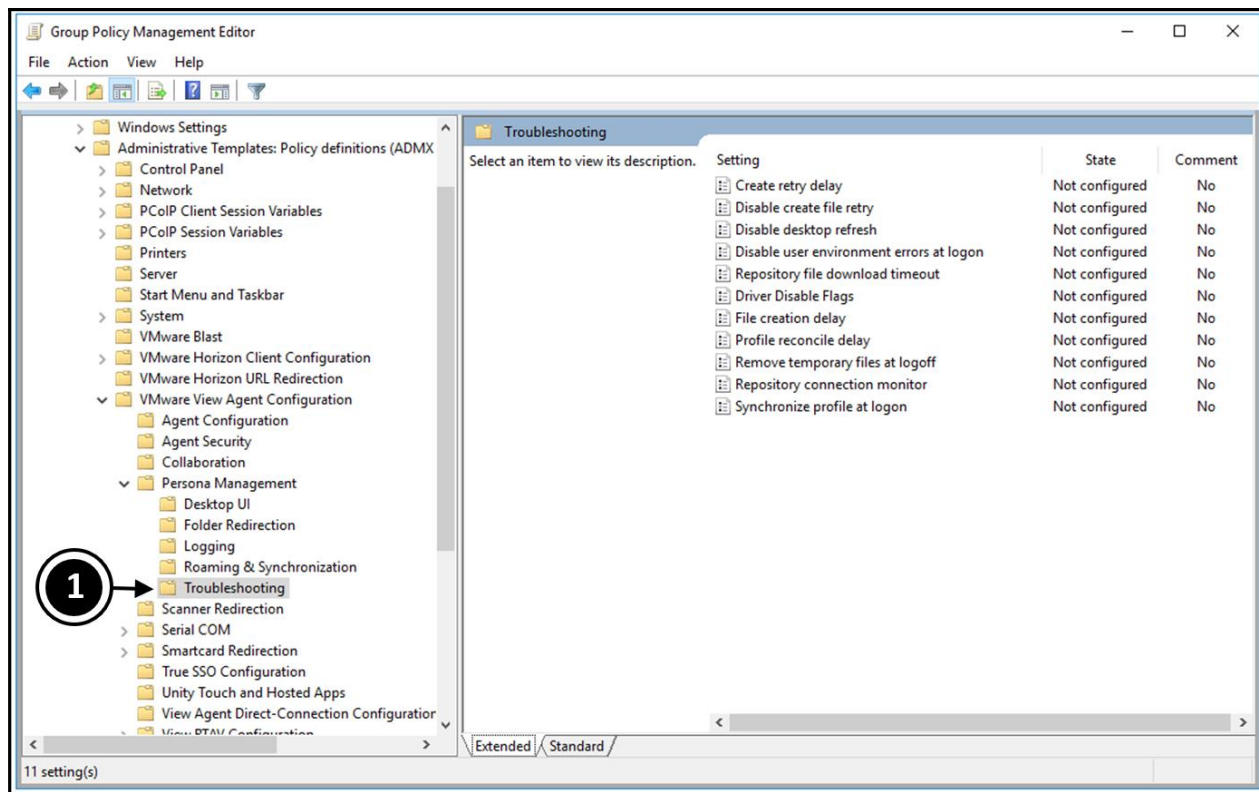 Group Policy Management Editor
File Action View Help
Windows Settings
Administrative Templates: Policy definitions (ADMX
Control Panel
Network
PCoIP Client Session Variables
PCoIP Session Variables
Printers
Server
Start Menu and Taskbar
System
VMware Blast
VMware Horizon Client Configuration
VMware Horizon URL Redirection
VMware View Agent Configuration
Agent Configuration
Agent Security
Collaboration
Persona Management
Desktop UI
Folder Redirection
Logging
Roaming & Synchronization
1 Troubleshooting
Scanner Redirection
Serial COM
Smartcard Redirection
True SSO Configuration
Unity Touch and Hosted Apps
View Agent Direct-Connection Configuration
View RTAV Configuration
Troubleshooting
Select an item to view its description.
Setting State Comment
Create retry delay Not configured No
Disable create file retry Not configured No
Disable desktop refresh Not configured No
Disable user environment errors at logon Not configured No
Repository file download timeout Not configured No
Driver Disable Flags Not configured No
File creation delay Not configured No
Profile reconcile delay Not configured No
Remove temporary files at logoff Not configured No
Repository connection monitor Not configured No
Synchronize profile at logon Not configured No
Extended Standard
11 setting(s)